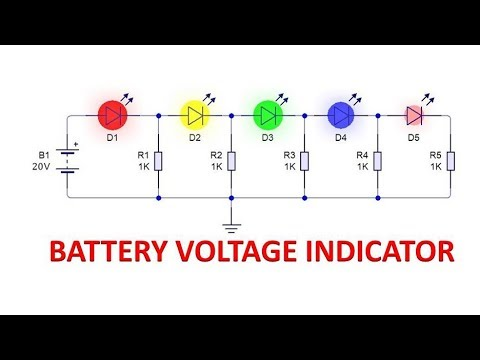 D1 D2 D3 D4 D5
+
B1 R1 R2 R3 R4 R5
20V 1K 1K 1K 1K 1K
BATTERY VOLTAGE INDICATOR